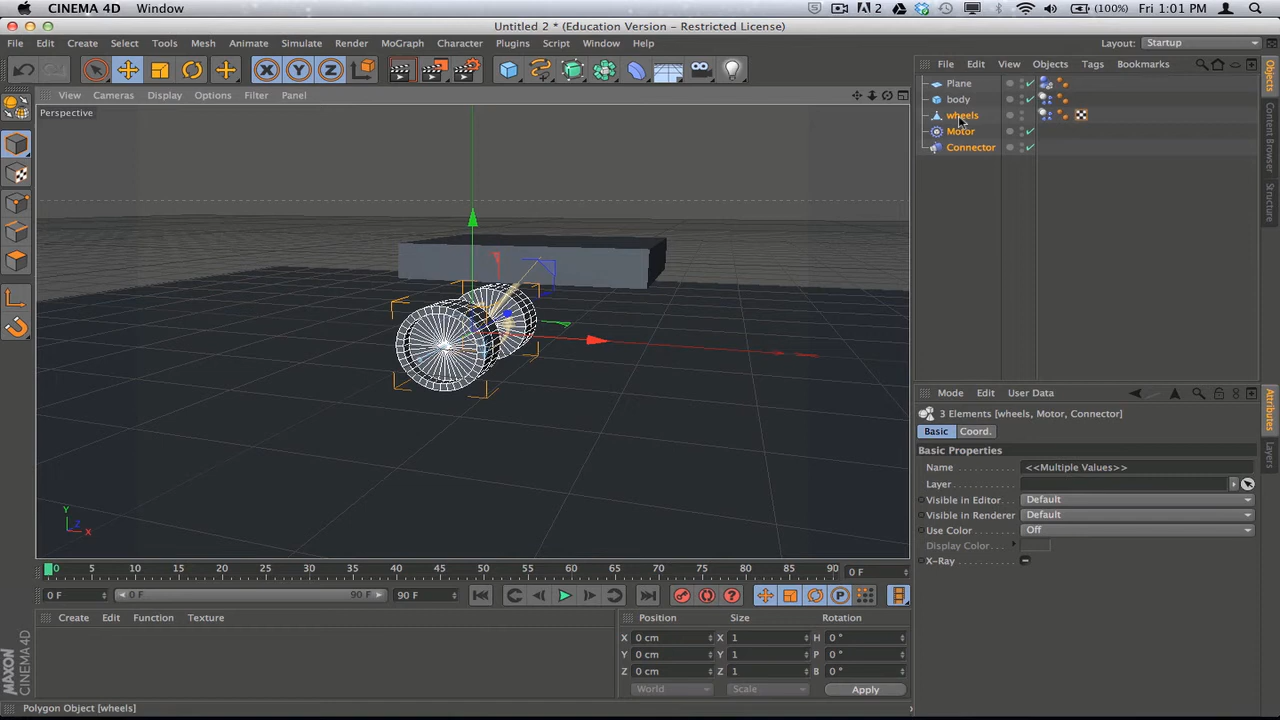 CINEMA 4D Window 2 (100%) Fri 1:01 PM
Untitled 2 * (Education Version - Restricted License)
File Edit Create Select Tools Mesh Animate Simulate Render MoGraph Character Plugins Script Window Help Layout: Startup
X Y Z
File Edit View Objects Tags Bookmarks
View Cameras Display Options Filter Panel
Perspective
Plane
body
wheels
Motor
Connector
Objects
Content Browser
Structure
Mode Edit User Data
3 Elements [wheels, Motor, Connector]
Basic Coord.
Basic Properties
Name <<Multiple Values>>
Layer
Visible in Editor Default
Visible in Renderer Default
Use Color Off
Display Color
X-Ray
Attributes
Layers
Y
Z
X
0 5 10 15 20 25 30 35 40 45 50 55 60 65 70 75 80 85 90 0 F
0 F 0 F 90 F 90 F P
Create Edit Function Texture
Position Size Rotation
X 0 cm X 1 H 0 °
Y 0 cm Y 1 P 0 °
Z 0 cm Z 1 B 0 °
World Scale Apply
MAXON CINEMA 4D
Polygon Object [wheels]